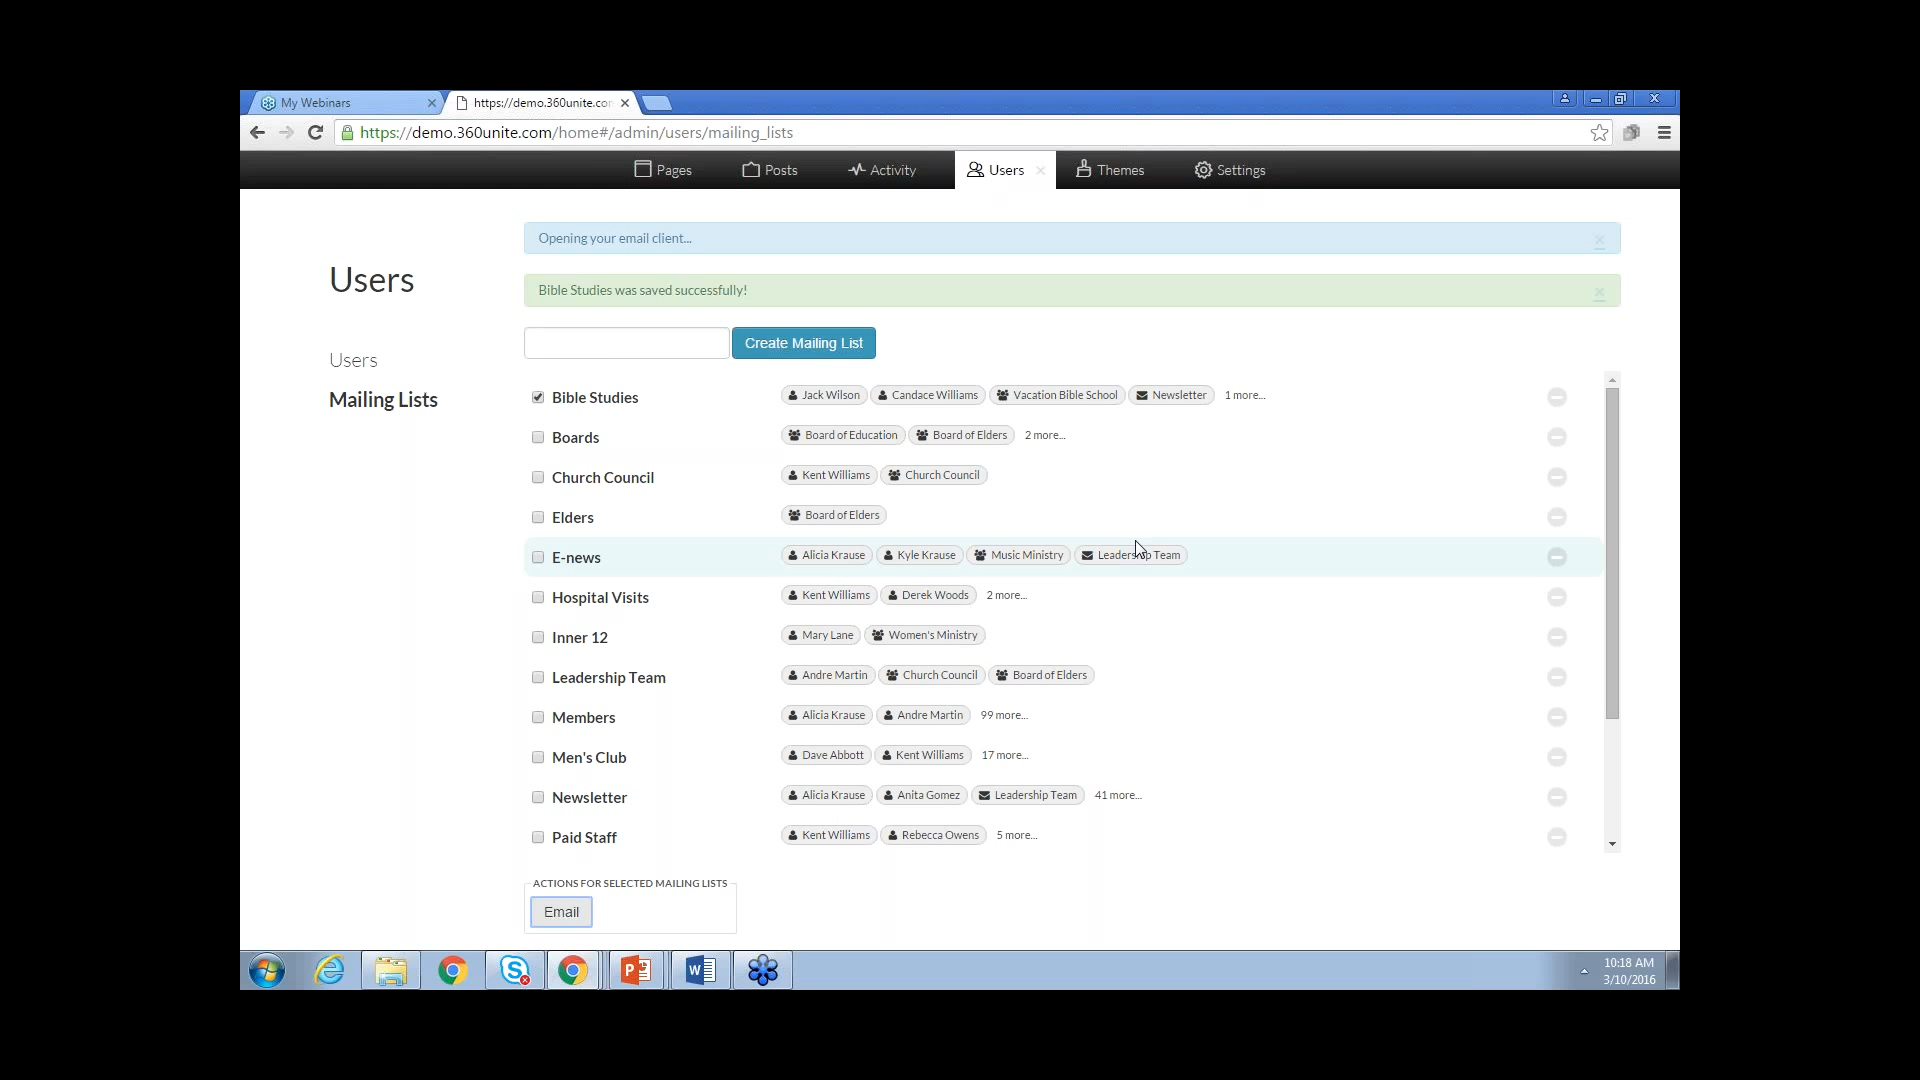 My Webinars
https://demo.360unite.com
https://demo.360unite.com/home#/admin/users/mailing_lists
Pages Posts Activity Users Themes Settings
Opening your email client...
Users
Bible Studies was saved successfully!
Create Mailing List
Users
Mailing Lists
Bible Studies Jack Wilson Candace Williams Vacation Bible School Newsletter 1 more...
Boards Board of Education Board of Elders 2 more...
Church Council Kent Williams Church Council
Elders Board of Elders
E-news Alicia Krause Kyle Krause Music Ministry Leadership Team
Hospital Visits Kent Williams Derek Woods 2 more...
Inner 12 Mary Lane Women's Ministry
Leadership Team Andre Martin Church Council Board of Elders
Members Alicia Krause Andre Martin 99 more...
Men's Club Dave Abbott Kent Williams 17 more...
Newsletter Alicia Krause Anita Gomez Leadership Team 41 more...
Paid Staff Kent Williams Rebecca Owens 5 more...
ACTIONS FOR SELECTED MAILING LISTS
Email
10:18 AM
3/10/2016